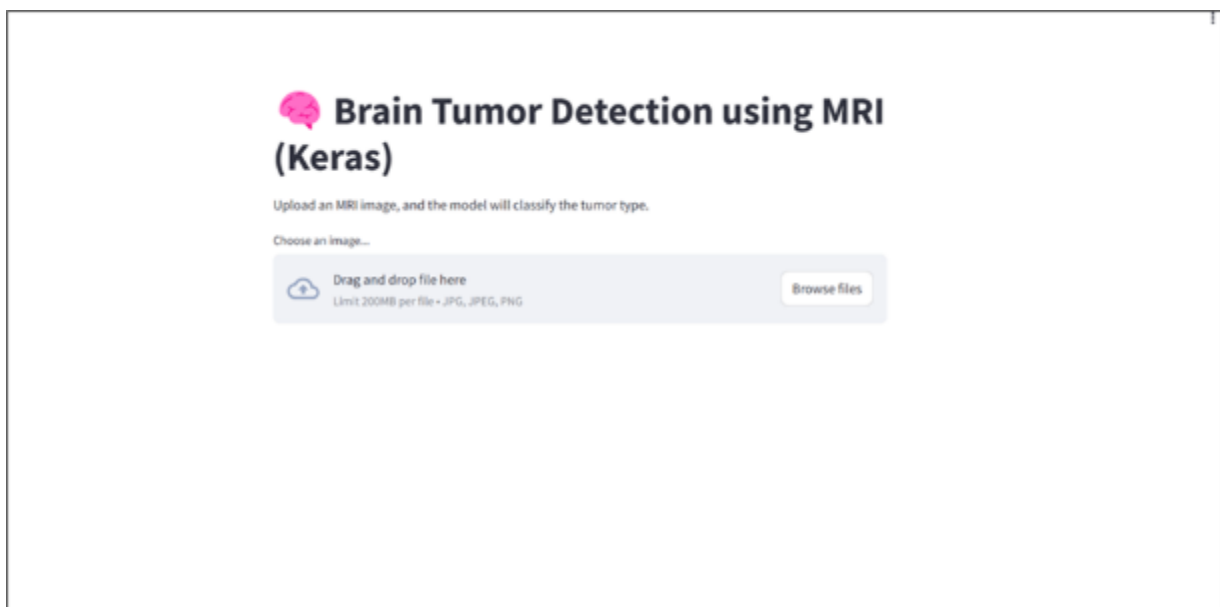 🧠 Brain Tumor Detection using MRI
(Keras)
Upload an MRI image, and the model will classify the tumor type.
Choose an image...
Drag and drop file here
Limit 200MB per file • JPG, JPEG, PNG
Browse files